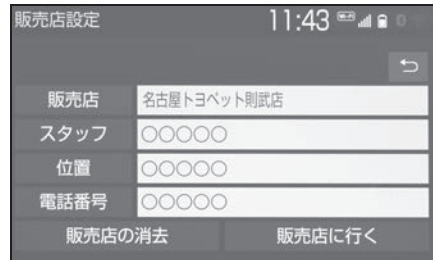 販売店設定 11:43 Wi-Fi
販売店 名古屋トヨペット則武店
スタッフ ○○○○○
位置 ○○○○○
電話番号 ○○○○○
販売店の消去 販売店に行く